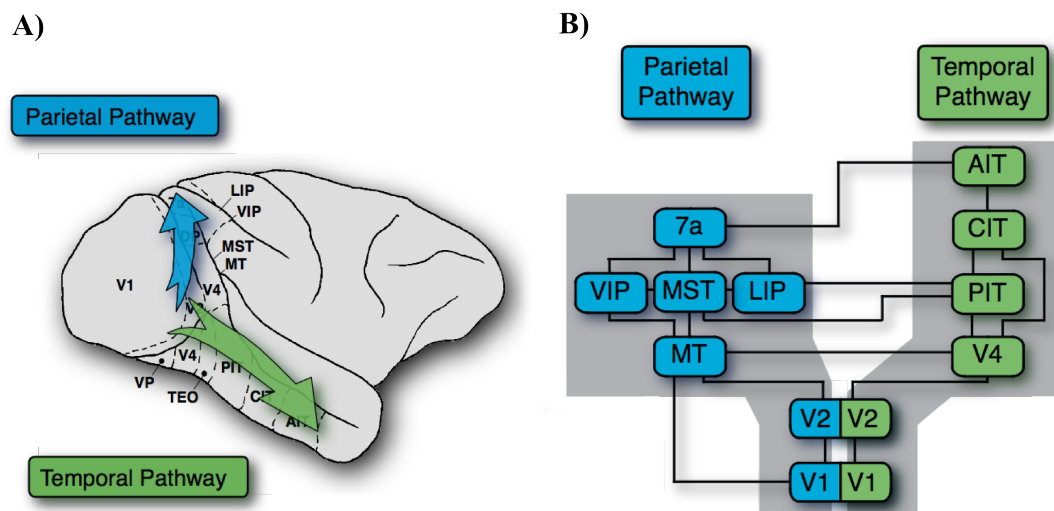 A)
Parietal Pathway
LIP
VIP
MST
MT
V1
V4
V4
PIT
VP
TEO
AIT
Temporal Pathway
B)
Parietal
Pathway
Temporal
Pathway
AIT
7a
CIT
VIP
MST
LIP
PIT
MT
V4
V2
V2
V1
V1